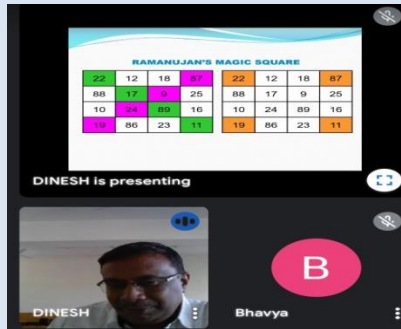 RAMANUJAN'S MAGIC SQUARE
22 12 18 87 22 12 18 87
88 17 9 25 88 17 9 25
10 24 89 16 10 24 89 16
19 86 23 11 19 86 23 11
DINESH is presenting
B
DINESH Bhavya